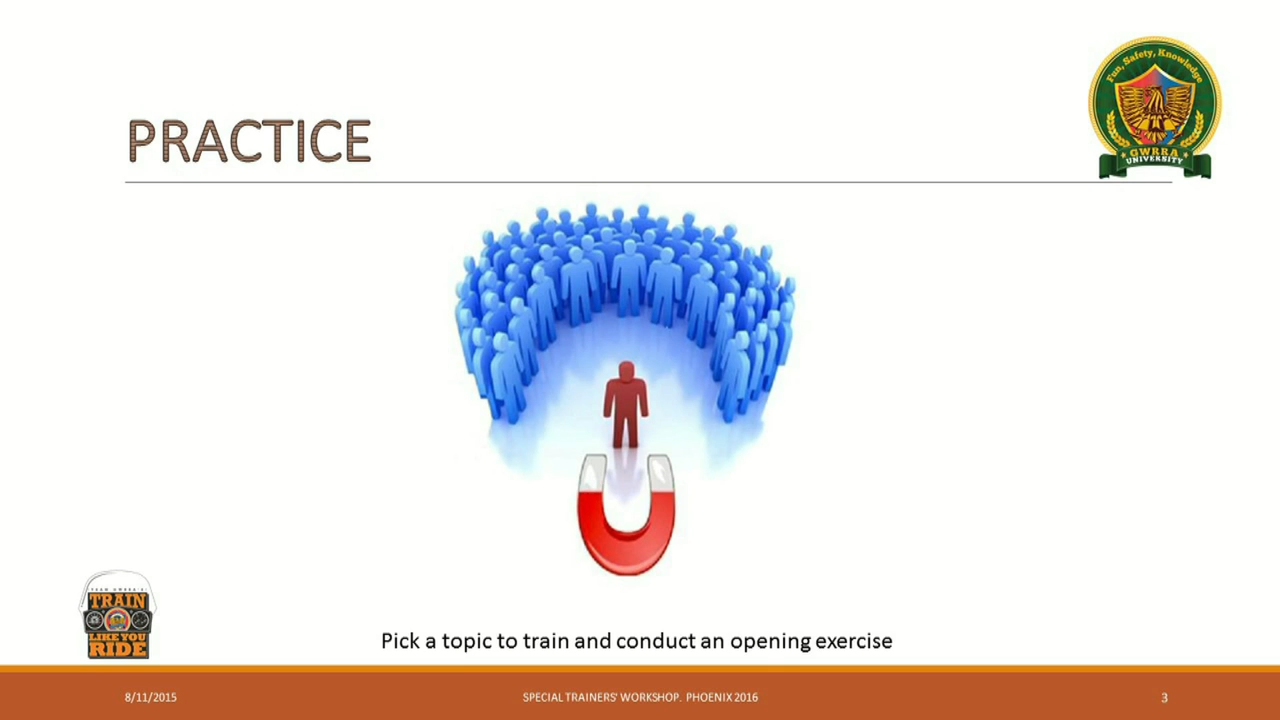 Fun, Safety, Knowledge
GWRRA
UNIVERSITY
PRACTICE
TRAIN
LIKE YOU
RIDE
Pick a topic to train and conduct an opening exercise
8/11/2015
SPECIAL TRAINERS' WORKSHOP. PHOENIX 2016
3